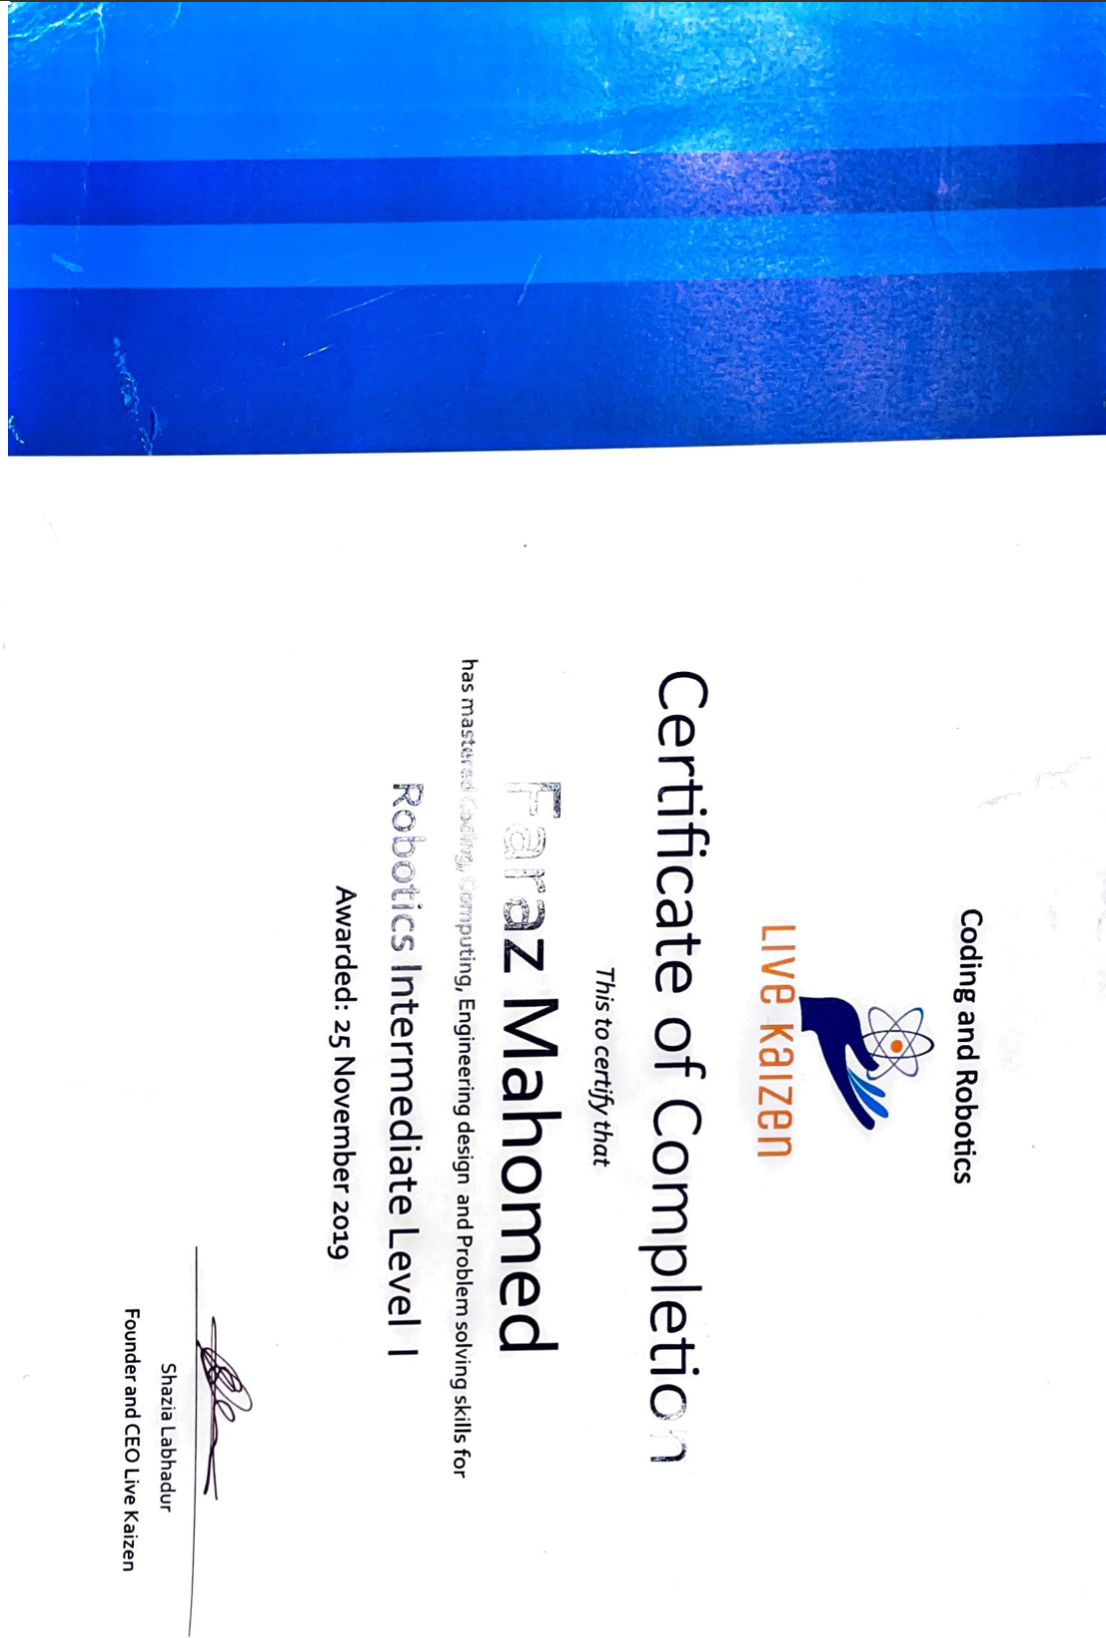 Coding and Robotics
LIVE KAIZEN
Certificate of Completion
This to certify that
Faraz Mahomed
has mastered Coding, Computing, Engineering design and Problem solving skills for
Robotics Intermediate Level I
Awarded: 25 November 2019
Shazia Labhadur
Founder and CEO Live Kaizen